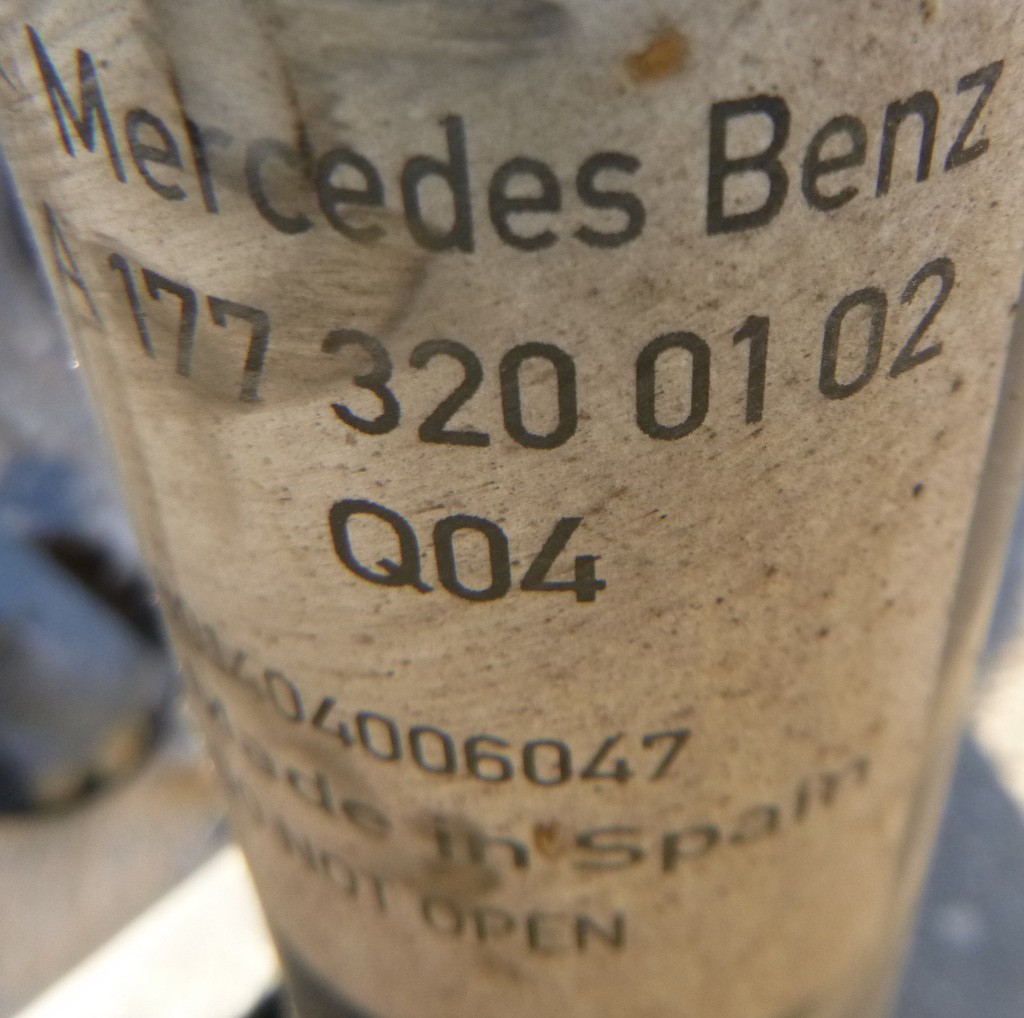 Mercedes Benz
A 177 320 01 02
Q04
04006047
Made in Spain
NOT OPEN